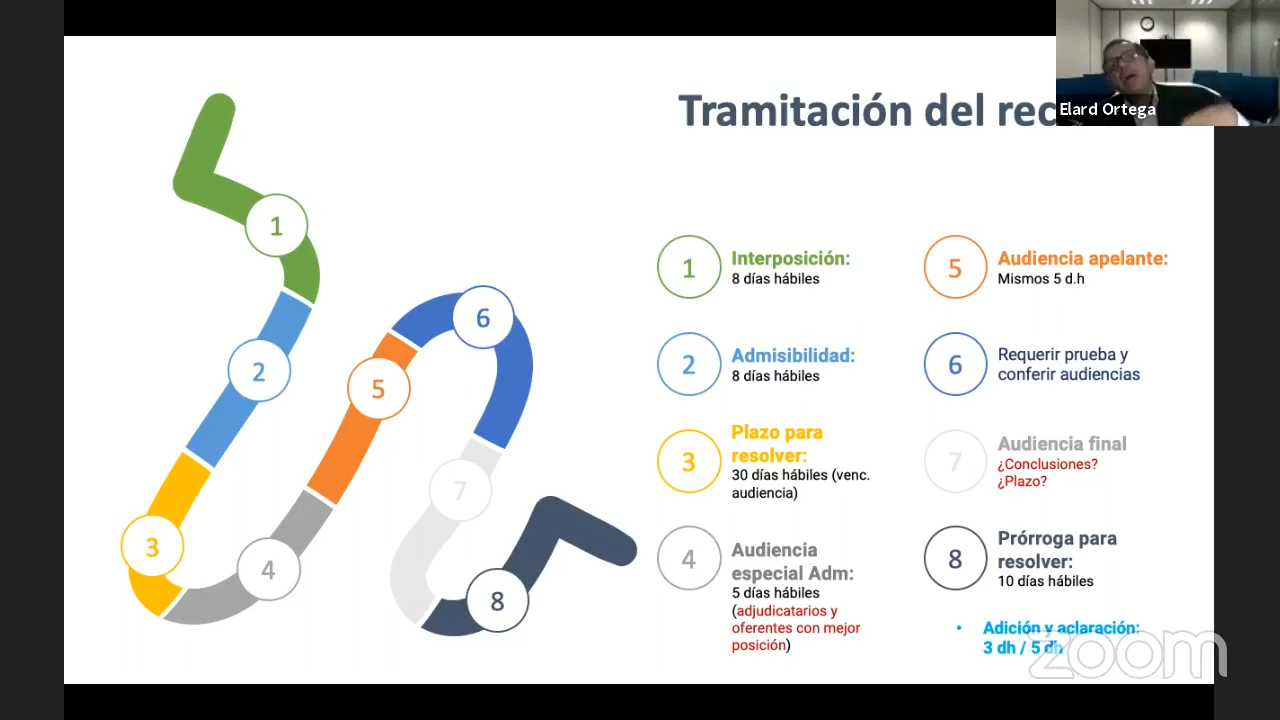 Elard Ortega
Tramitación del
1
2
3
4
5
6
7
8
1
Interposición:
8 días hábiles
2
Admisibilidad:
8 días hábiles
3
Plazo para
resolver:
30 días hábiles (venc.
audiencia)
4
Audiencia
especial Adm:
5 días hábiles
(adjudicatarios y
oferentes con mejor
posición)
5
Audiencia apelante:
Mismos 5 d.h
6
Requerir prueba y
conferir audiencias
7
Audiencia final
¿Conclusiones?
¿Plazo?
8
Prórroga para
resolver:
10 días hábiles
• Adición y aclaración:
3 dh / 5 dh
zoom